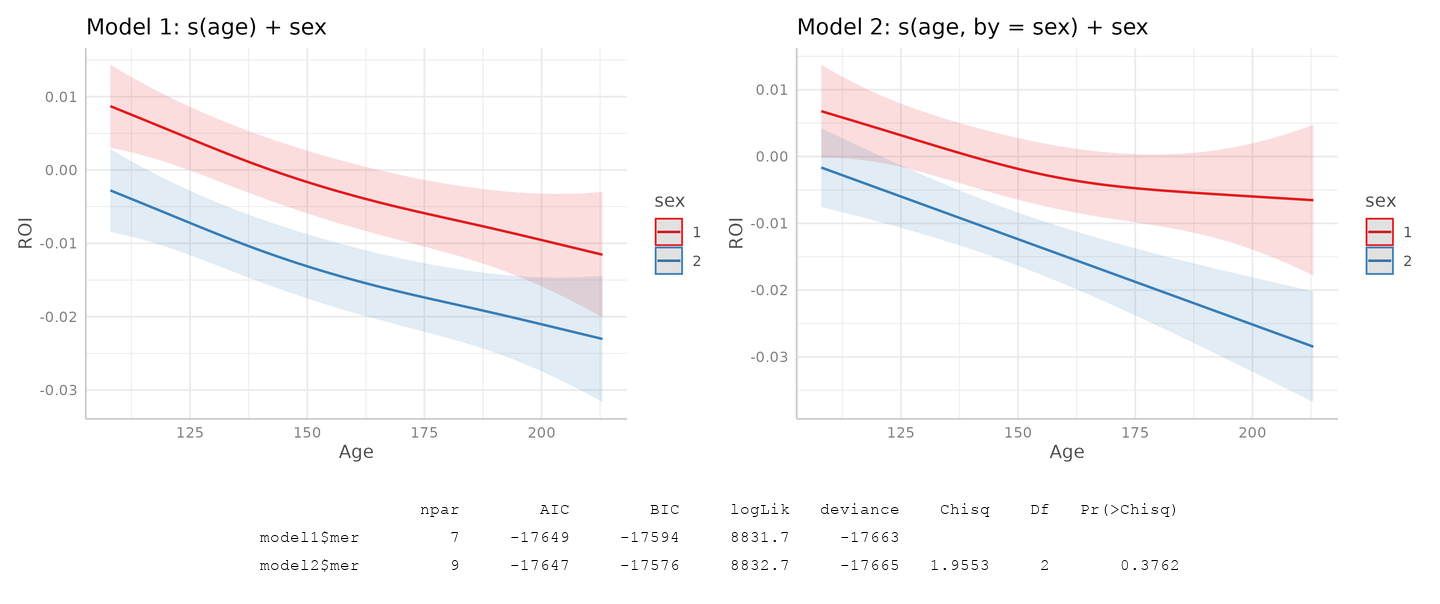 Model 1: s(age) + sex
0.01
0.00
-0.01
-0.02
-0.03
ROI
125 150 175 200
Age
sex
1
2
Model 2: s(age, by = sex) + sex
0.01
0.00
-0.01
-0.02
-0.03
ROI
125 150 175 200
Age
sex
1
2
npar AIC BIC logLik deviance Chisq Df Pr(>Chisq)
model1$mer 7 -17649 -17594 8831.7 -17663
model2$mer 9 -17647 -17576 8832.7 -17665 1.9553 2 0.3762